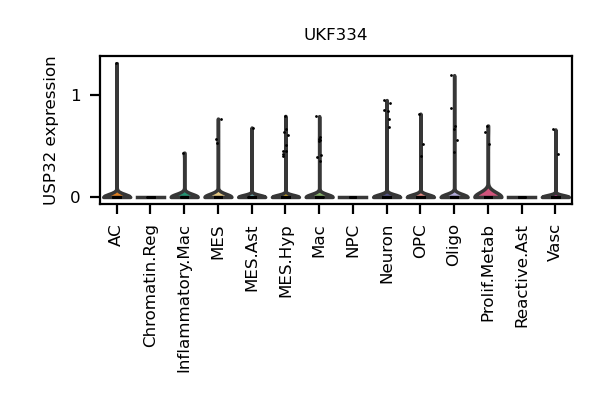 UKF334
USP32 expression
1
0
AC
Chromatin.Reg
Inflammatory.Mac
MES
MES.Ast
MES.Hyp
Mac
NPC
Neuron
OPC
Oligo
Prolif.Metab
Reactive.Ast
Vasc